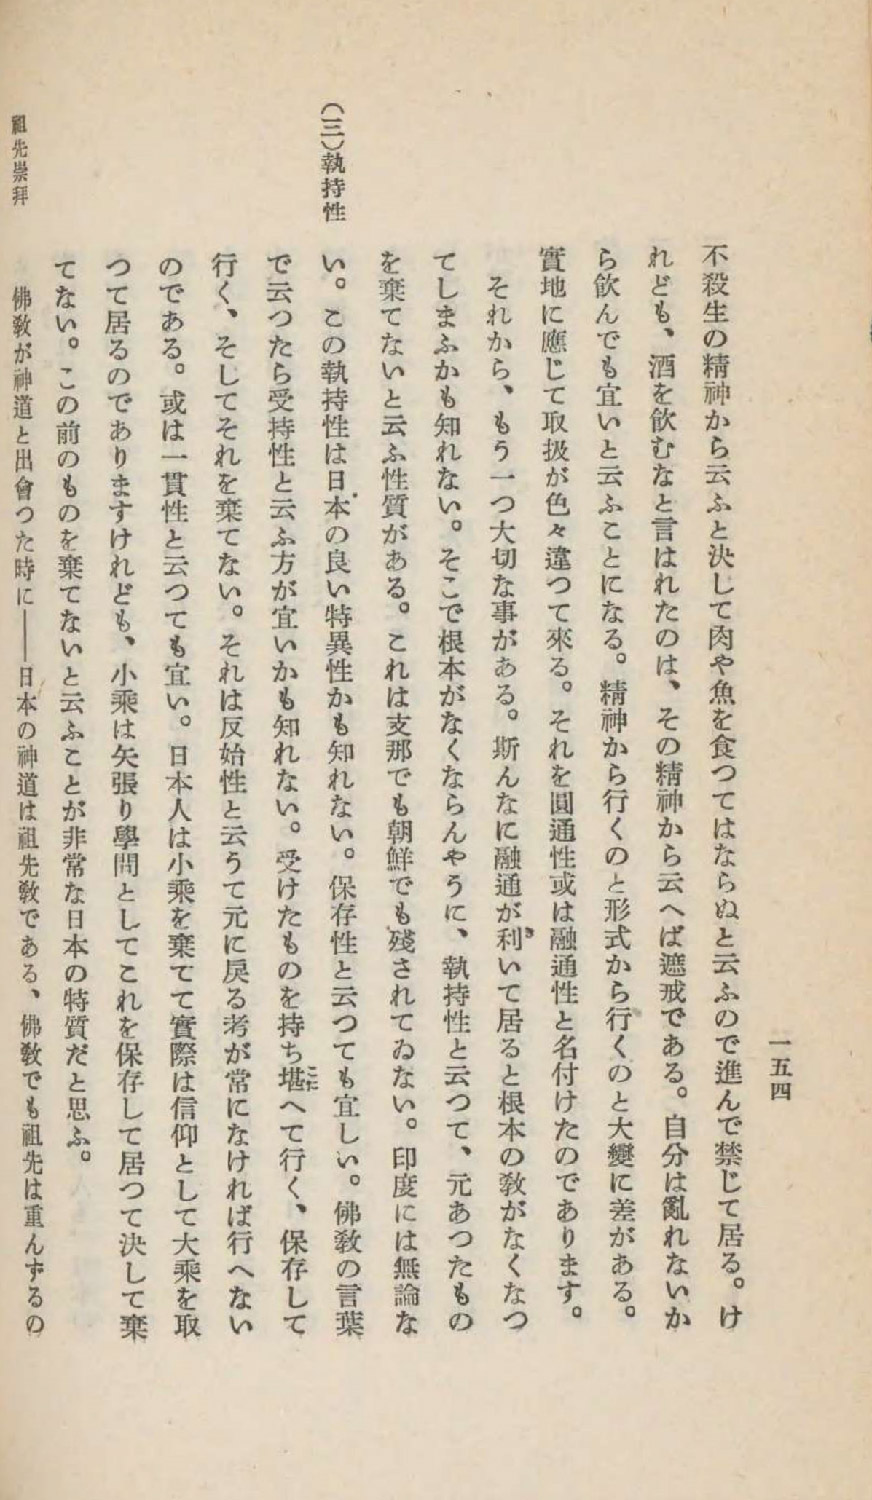 一五四
不殺生の精神から云ふと決して肉や魚を食つてはならぬと云ふので進んで禁じて居る。け
れども、酒を飮むなと言はれたのは、その精神から云へば遮戒である。自分は亂れないか
ら飮んでも宜いと云ふことになる。精神から行くのと形式から行くのと大變に差がある。
實地に應じて取扱が色々違つて來る。それを圓通性或は融通性と名付けたのであります。
それから、もう一つ大切な事がある。斯んなに融通が利いて居ると根本の敎がなくなつ
てしまふかも知れない。そこで根本がなくならんやうに、執持性と云つて、元あつたもの
を棄てないと云ふ性質がある。これは支那でも朝鮮でも殘されてゐない。印度には無論な
(三)執持性
い。この執持性は日本の良い特異性かも知れない。保存性と云つても宜しい。佛敎の言葉
で云つたら受持性と云ふ方が宜いかも知れない。受けたものを持ち堪へて行く、保存して
行く、そしてそれを棄てない。それは反始性と云うて元に戾る考が常になければ行へない
のである。或は一貫性と云つても宜い。日本人は小乘を棄てて實際は信仰として大乘を取
つて居るのでありますけれども、小乘は矢張り學問としてこれを保存して居つて決して棄
てない。この前のものを棄てないと云ふことが非常な日本の特質だと思ふ。
祖先崇拜
佛敎が神道と出會つた時に――日本の神道は祖先敎である、佛敎でも祖先は重んずるの